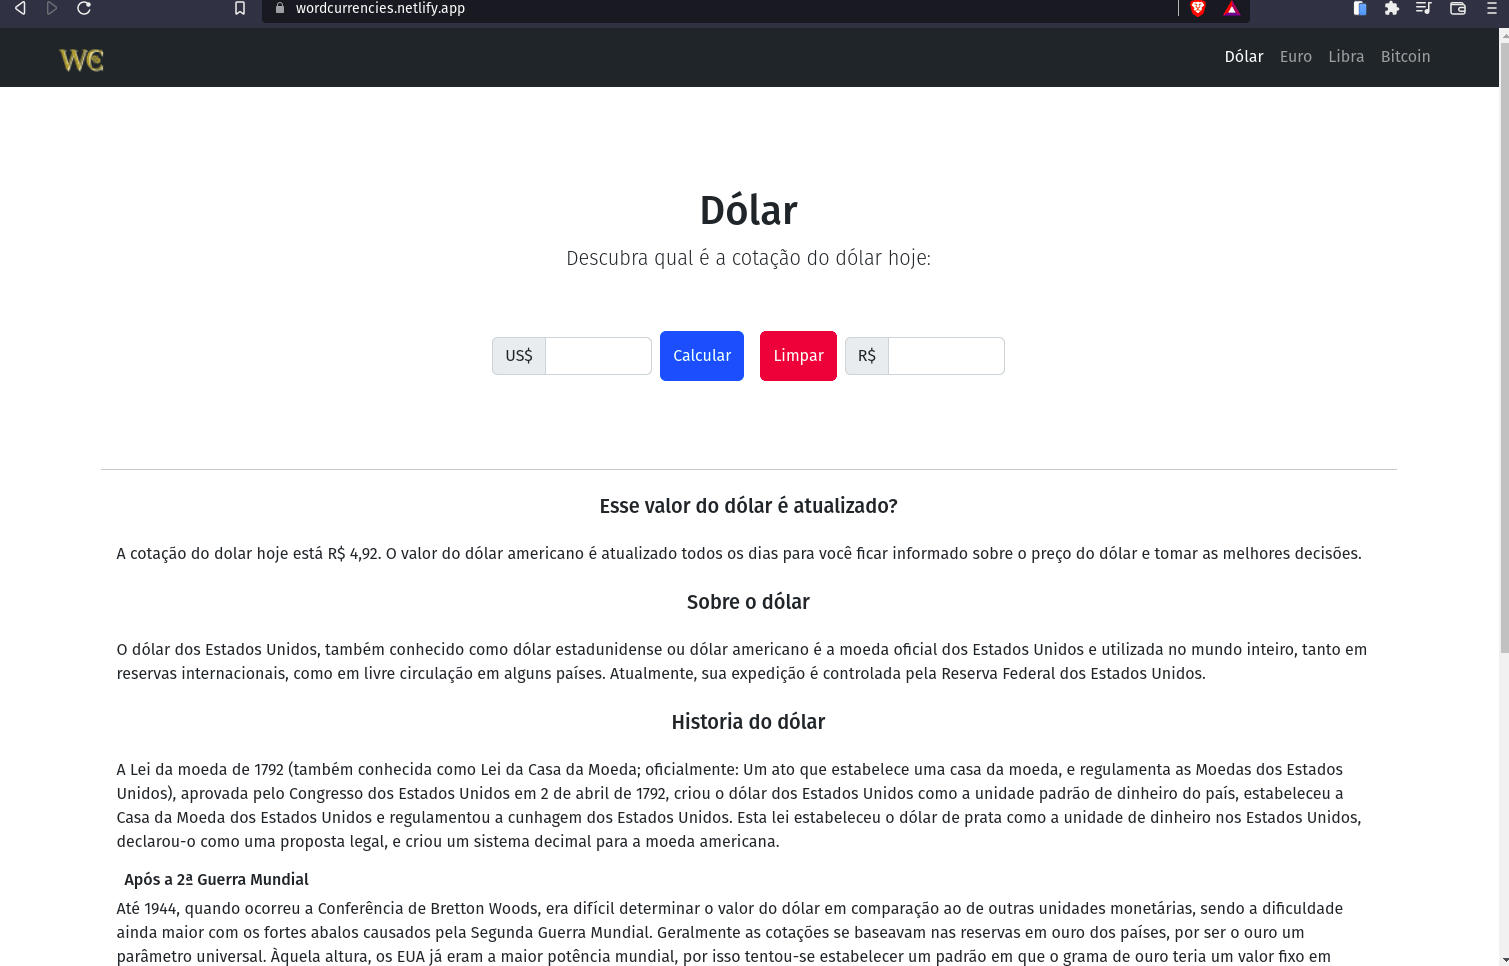 wordcurrencies.netlify.app
WC
Dólar Euro Libra Bitcoin
Dólar
Descubra qual é a cotação do dólar hoje:
US$ Calcular Limpar R$
Esse valor do dólar é atualizado?
A cotação do dolar hoje está R$ 4,92. O valor do dólar americano é atualizado todos os dias para você ficar informado sobre o preço do dólar e tomar as melhores decisões.
Sobre o dólar
O dólar dos Estados Unidos, também conhecido como dólar estadunidense ou dólar americano é a moeda oficial dos Estados Unidos e utilizada no mundo inteiro, tanto em
reservas internacionais, como em livre circulação em alguns países. Atualmente, sua expedição é controlada pela Reserva Federal dos Estados Unidos.
Historia do dólar
A Lei da moeda de 1792 (também conhecida como Lei da Casa da Moeda; oficialmente: Um ato que estabelece uma casa da moeda, e regulamenta as Moedas dos Estados
Unidos), aprovada pelo Congresso dos Estados Unidos em 2 de abril de 1792, criou o dólar dos Estados Unidos como a unidade padrão de dinheiro do país, estabeleceu a
Casa da Moeda dos Estados Unidos e regulamentou a cunhagem dos Estados Unidos. Esta lei estabeleceu o dólar de prata como a unidade de dinheiro nos Estados Unidos,
declarou-o como uma proposta legal, e criou um sistema decimal para a moeda americana.
Após a 2ª Guerra Mundial
Até 1944, quando ocorreu a Conferência de Bretton Woods, era difícil determinar o valor do dólar em comparação ao de outras unidades monetárias, sendo a dificuldade
ainda maior com os fortes abalos causados pela Segunda Guerra Mundial. Geralmente as cotações se baseavam nas reservas em ouro dos países, por ser o ouro um
parâmetro universal. Àquela altura, os EUA já eram a maior potência mundial, por isso tentou-se estabelecer um padrão em que o grama de ouro teria um valor fixo em